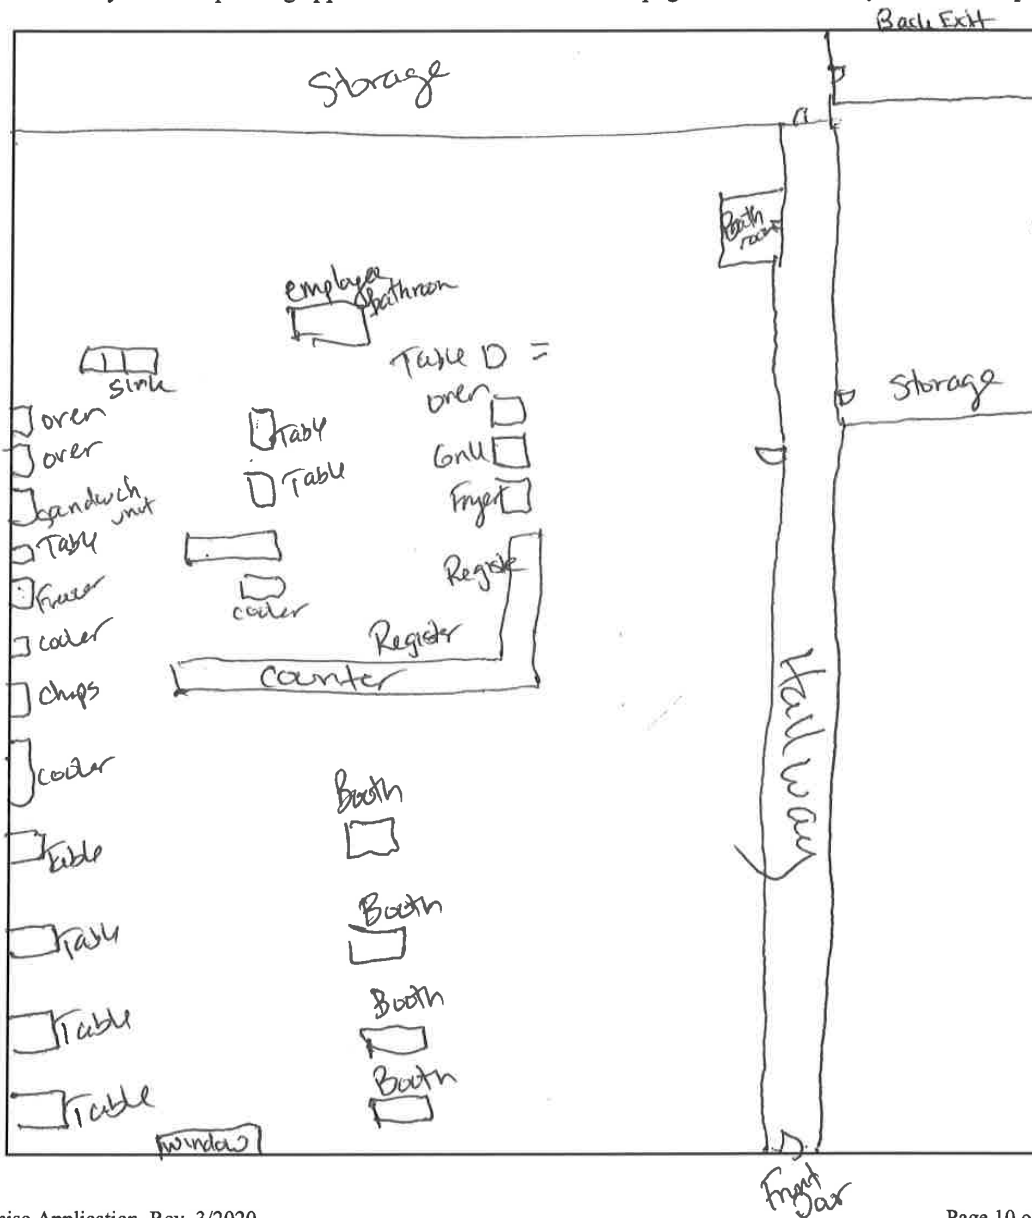 Back Exit
Storage
Bath
room
employee
bathroom
Table D =
sink
oven
oven
oven
Table
Grill
Table
Fryer
sandwich
unit
Table
Register
Freezer
cooler
cooler
Register
counter
chips
cooler
Storage
Hallway
Booth
Table
Booth
Table
Booth
Table
Booth
Table
window
Front
Door
Application, Rev. 3/2020
Page 10 o